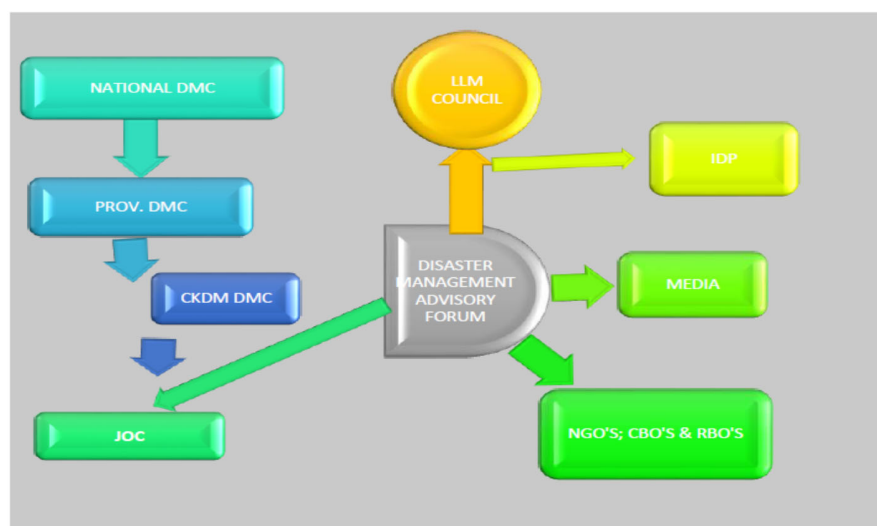 NATIONAL DMC
PROV. DMC
CKDM DMC
JOC
LLM
COUNCIL
DISASTER
MANAGEMENT
ADVISORY
FORUM
IDP
MEDIA
NGO'S; CBO'S & RBO'S